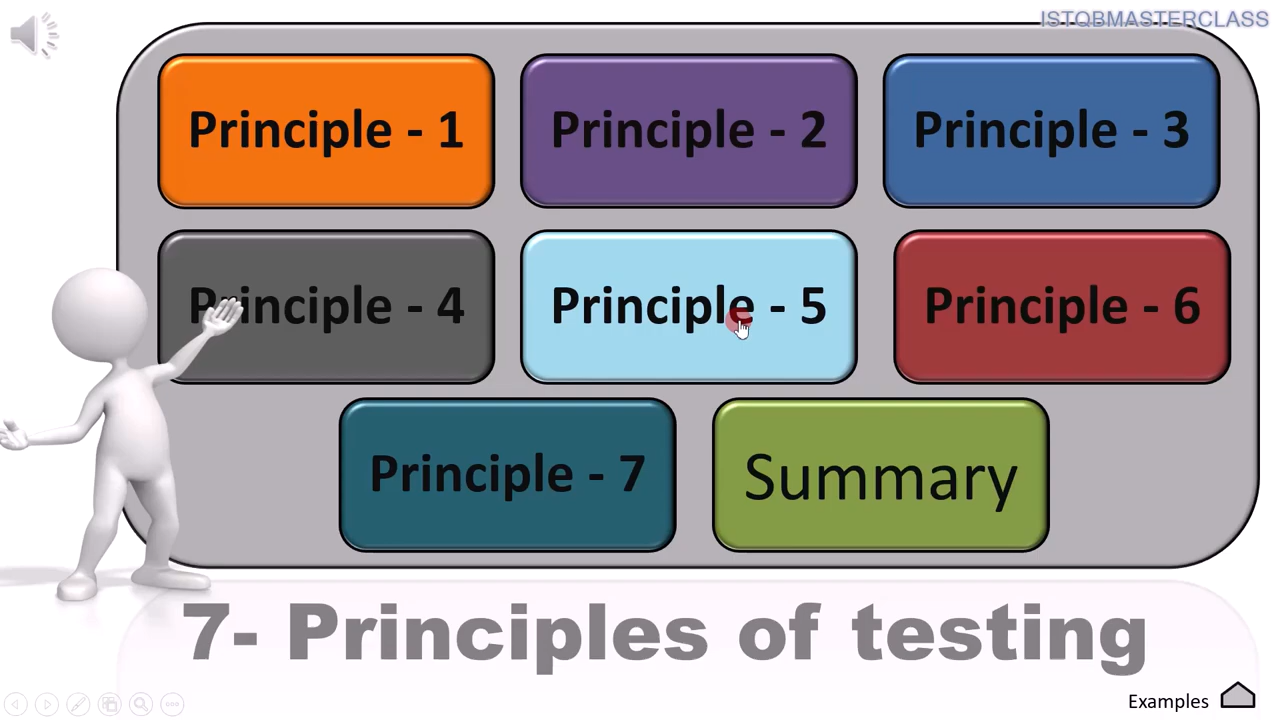 ISTQBMASTERCLASS
Principle - 1
Principle - 2
Principle - 3
Principle - 4
Principle - 5
Principle - 6
Principle - 7
Summary
7- Principles of testing
Examples